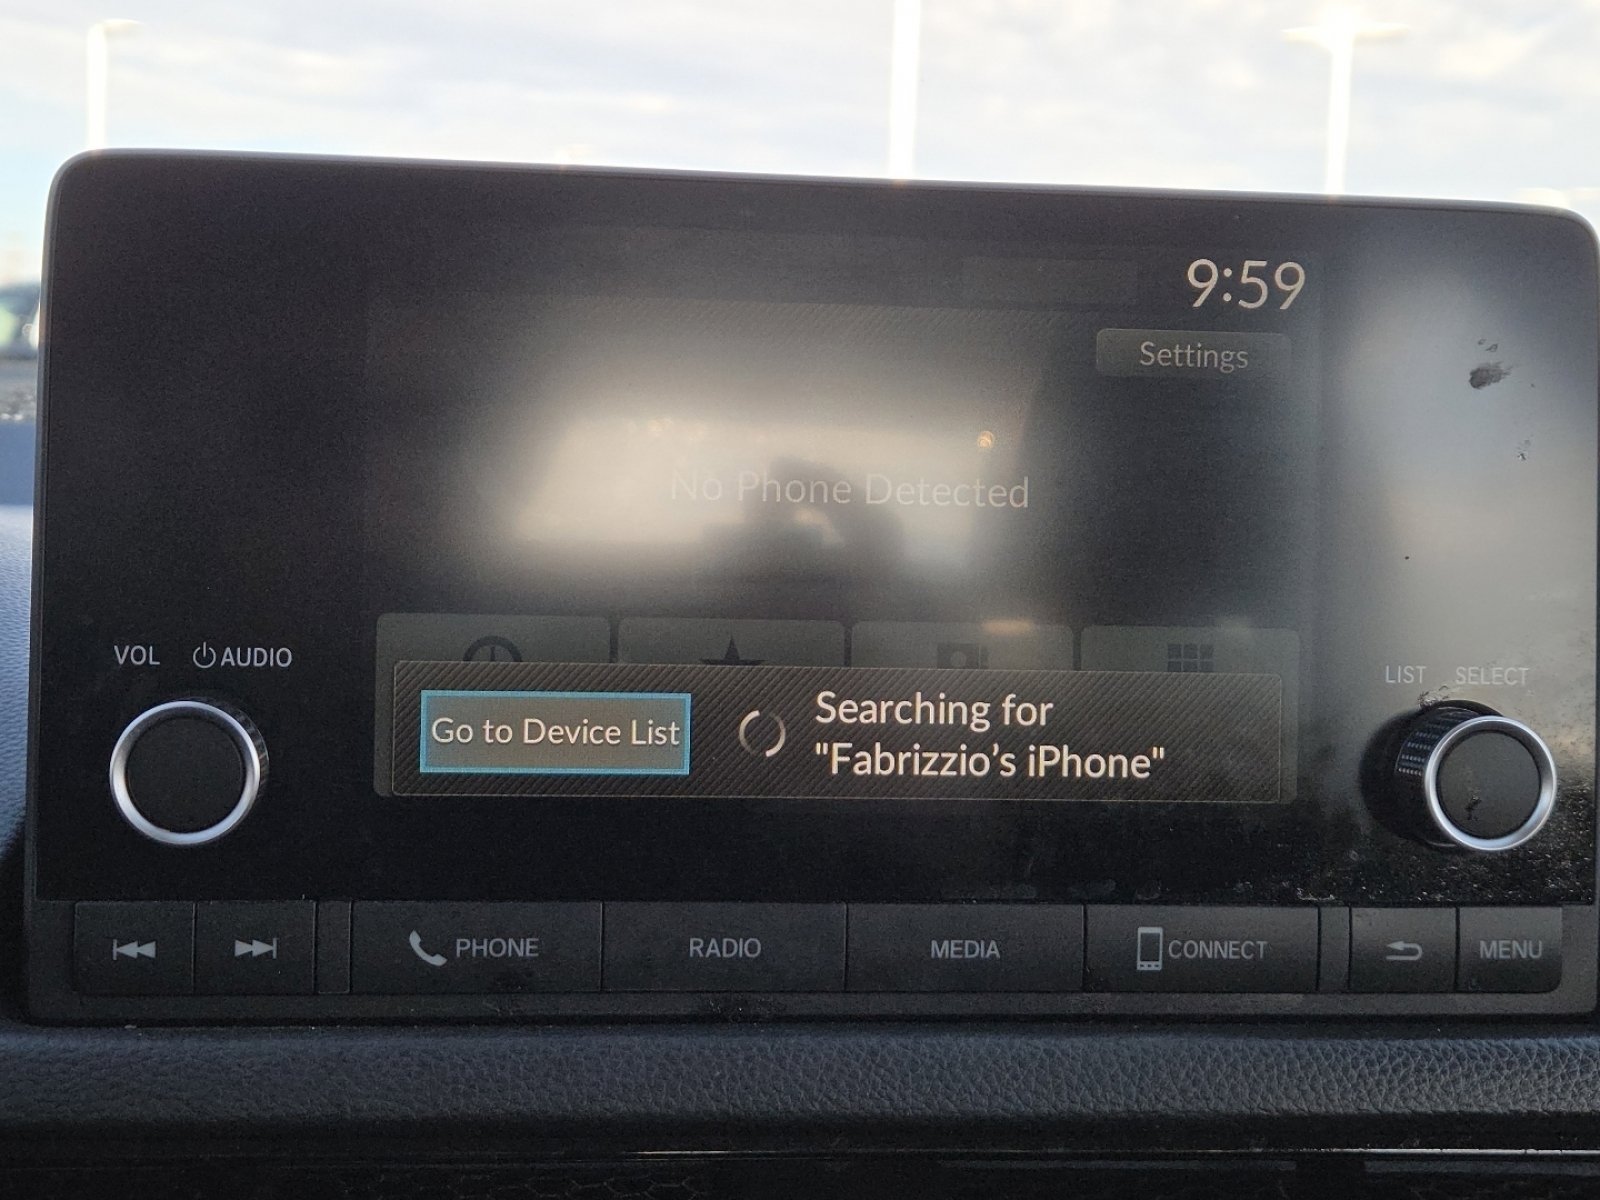 9:59
Settings
No Phone Detected
VOL AUDIO
LIST SELECT
Go to Device List
Searching for
"Fabrizzio's iPhone"
PHONE
RADIO
MEDIA
CONNECT
MENU